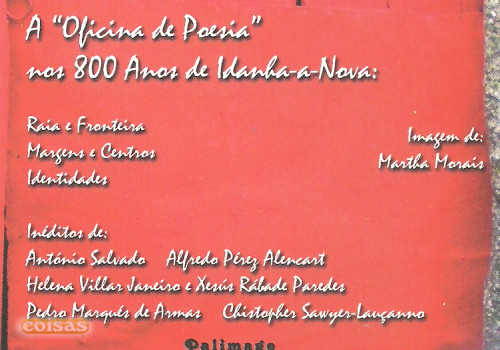 A "Oficina de Poesia"
nos 800 Anos de Idanha-a-Nova:
Raia e Fronteira
Margens e Centros
Identidades
Imagem de:
Martha Morais
Inéditos de:
António Salvado Alfredo Pérez Alencart
Helena Villar Janeiro e Xesús Rábade Paredes
Pedro Marqués de Armas Chistopher Sawyer-Lauçanno
coisas
Palimage